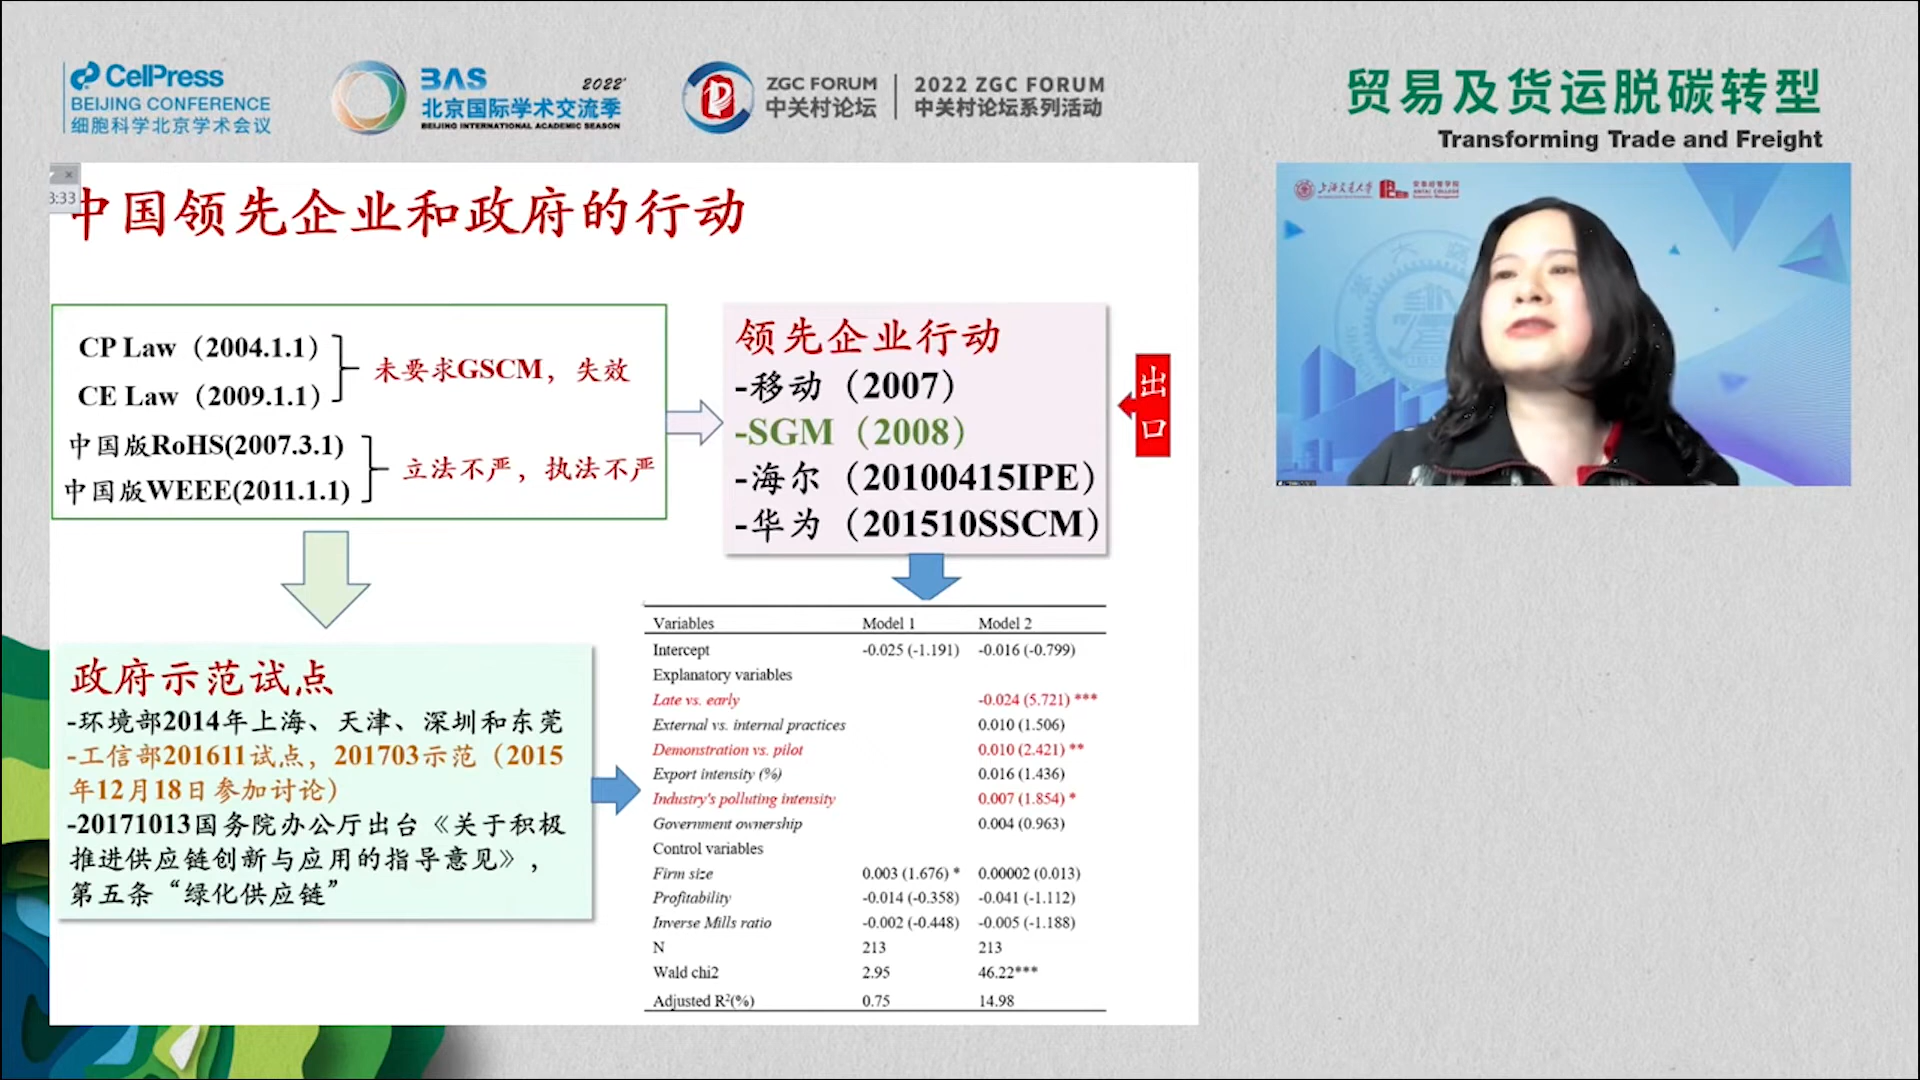 CellPress
BEIJING CONFERENCE
细胞科学北京学术会议
BAS 2022
北京国际学术交流季
BEIJING INTERNATIONAL ACADEMIC SEASON
ZGC FORUM
中关村论坛
2022 ZGC FORUM
中关村论坛系列活动
贸易及货运脱碳转型
Transforming Trade and Freight
3:33
中国领先企业和政府的行动
CP Law（2004.1.1）
CE Law（2009.1.1）
未要求GSCM，失效
中国版RoHS(2007.3.1)
中国版WEEE(2011.1.1)
立法不严，执法不严
领先企业行动
-移动（2007）
-SGM（2008）
-海尔（20100415IPE）
-华为（201510SSCM）
出口
上海交通大学
安泰经管学院
ANTAI COLLEGE
政府示范试点
-环境部2014年上海、天津、深圳和东莞
-工信部201611试点，201703示范（2015
年12月18日参加讨论）
-20171013国务院办公厅出台《关于积极
推进供应链创新与应用的指导意见》，
第五条“绿化供应链”
Variables Model 1 Model 2
Intercept -0.025 (-1.191) -0.016 (-0.799)
Explanatory variables
Late vs. early -0.024 (5.721) ***
External vs. internal practices 0.010 (1.506)
Demonstration vs. pilot 0.010 (2.421) **
Export intensity (%) 0.016 (1.436)
Industry's polluting intensity 0.007 (1.854) *
Government ownership 0.004 (0.963)
Control variables
Firm size 0.003 (1.676) * 0.00002 (0.013)
Profitability -0.014 (-0.358) -0.041 (-1.112)
Inverse Mills ratio -0.002 (-0.448) -0.005 (-1.188)
N 213 213
Wald chi2 2.95 46.22***
Adjusted R²(%) 0.75 14.98